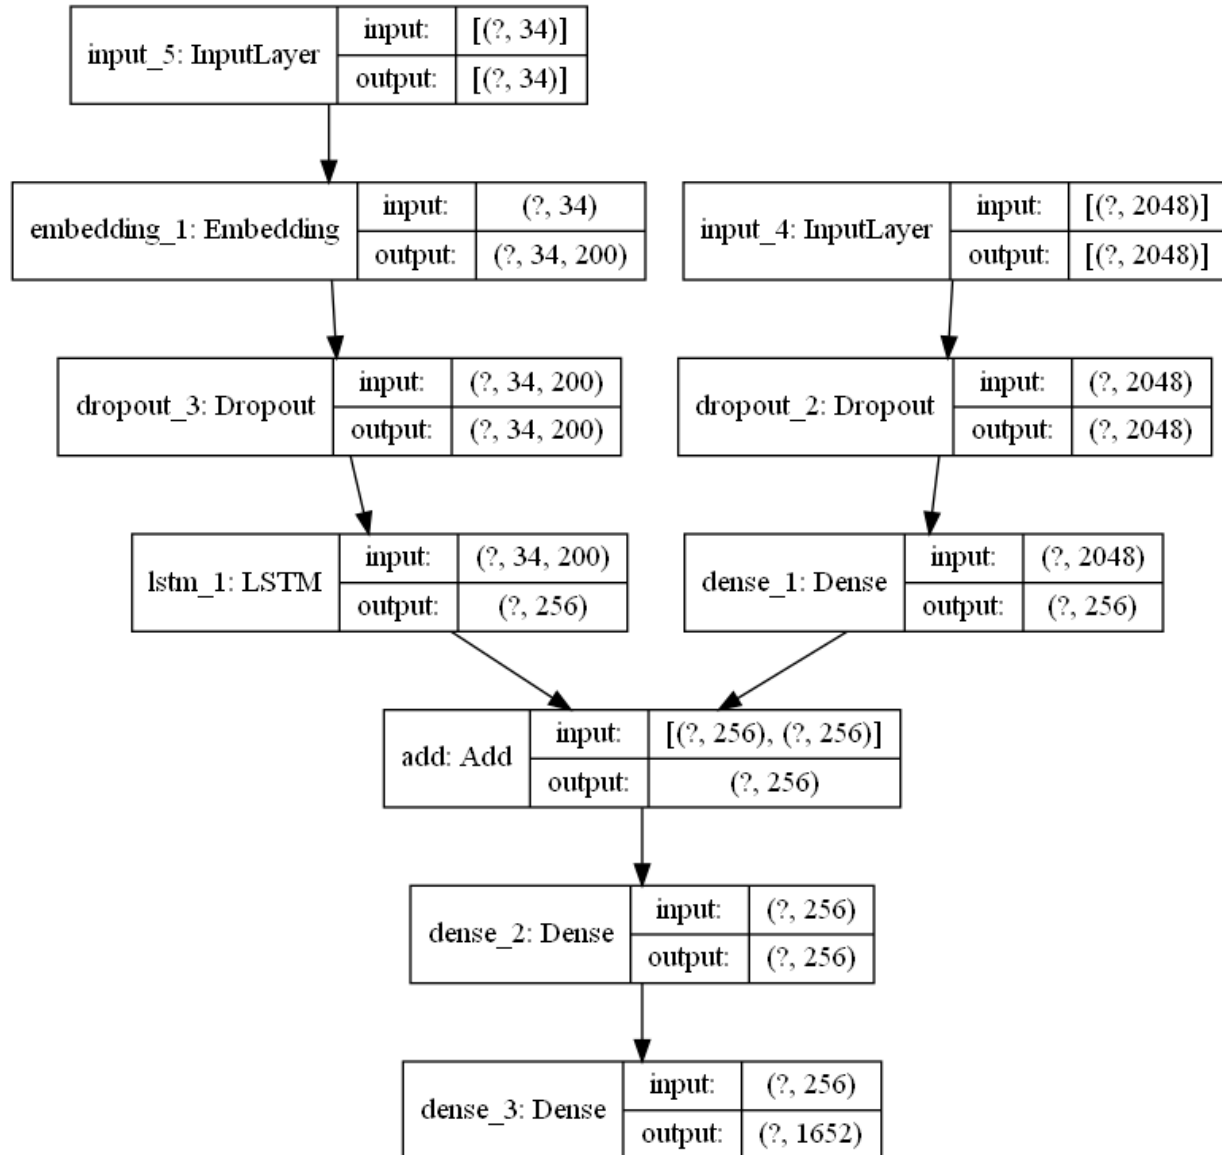 input_5: InputLayer
input: [(?, 34)]
output: [(?, 34)]
embedding_1: Embedding
input: (?, 34)
output: (?, 34, 200)
input_4: InputLayer
input: [(?, 2048)]
output: [(?, 2048)]
dropout_3: Dropout
input: (?, 34, 200)
output: (?, 34, 200)
dropout_2: Dropout
input: (?, 2048)
output: (?, 2048)
lstm_1: LSTM
input: (?, 34, 200)
output: (?, 256)
dense_1: Dense
input: (?, 2048)
output: (?, 256)
add: Add
input: [(?, 256), (?, 256)]
output: (?, 256)
dense_2: Dense
input: (?, 256)
output: (?, 256)
dense_3: Dense
input: (?, 256)
output: (?, 1652)